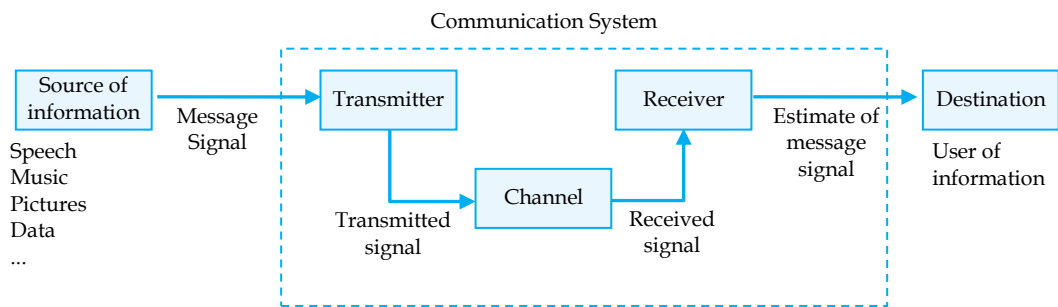 Communication System
Source of
information
Message
Signal
Speech
Music
Pictures
Data
...
Transmitter
Transmitted
signal
Channel
Received
signal
Receiver
Estimate of
message
signal
Destination
User of
information